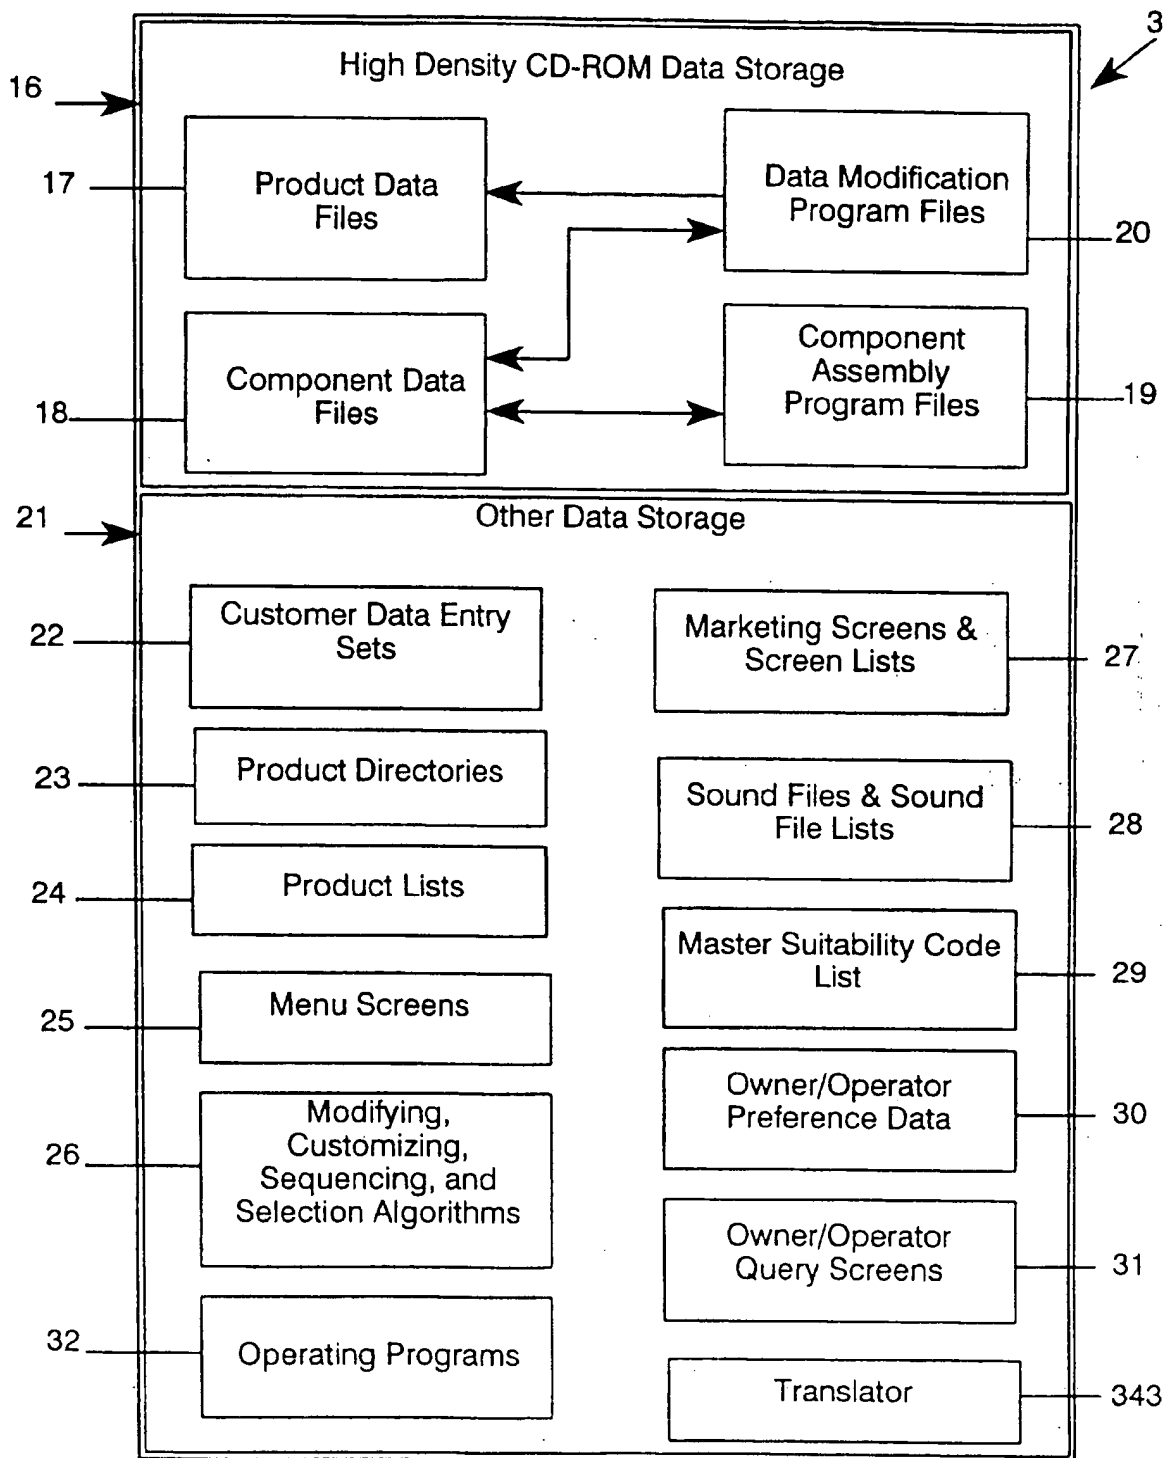 3
High Density CD-ROM Data Storage
16
17
Product Data
Files
Data Modification
Program Files
20
18
Component Data
Files
Component
Assembly
Program Files
19
21
Other Data Storage
22
Customer Data Entry
Sets
Marketing Screens &
Screen Lists
27
23
Product Directories
Sound Files & Sound
File Lists
28
24
Product Lists
Master Suitability Code
List
29
25
Menu Screens
Owner/Operator
Preference Data
30
26
Modifying,
Customizing,
Sequencing, and
Selection Algorithms
Owner/Operator
Query Screens
31
32
Operating Programs
Translator
343